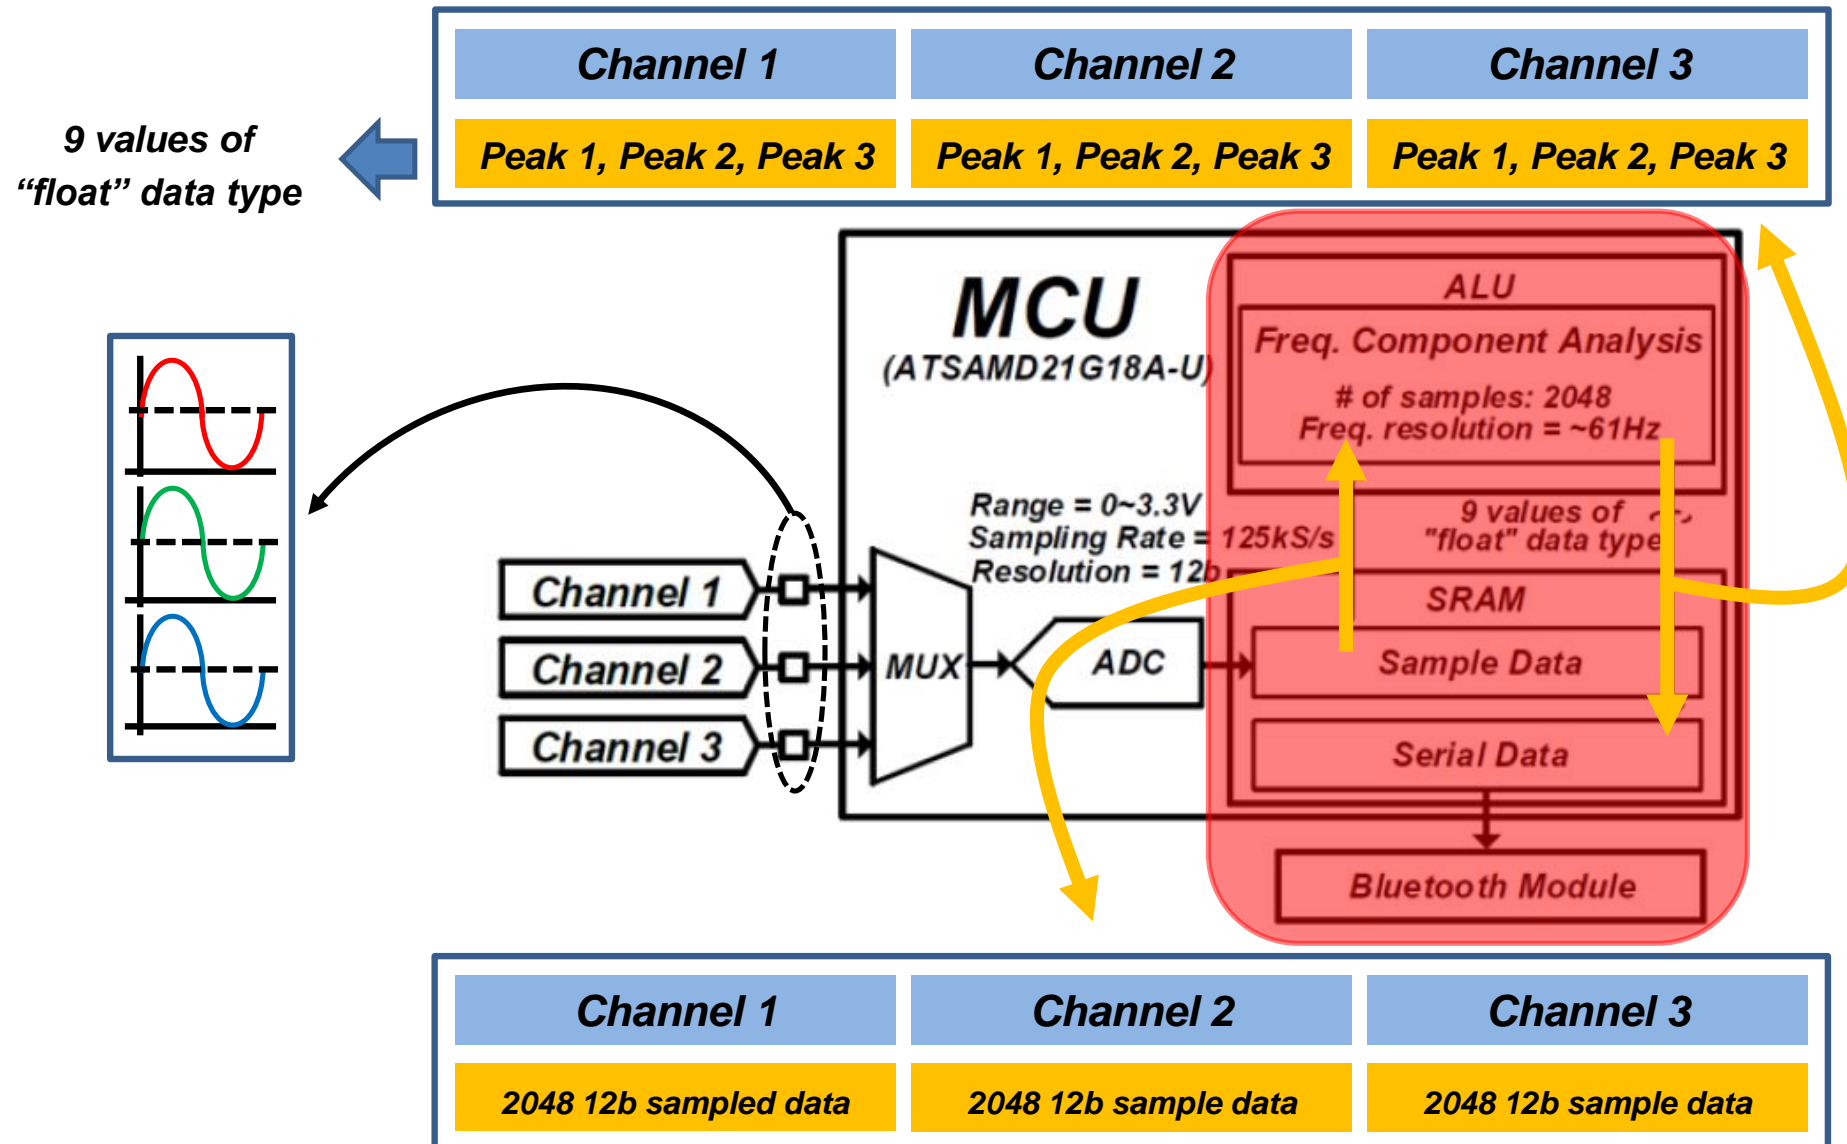 Channel 1
Channel 2
Channel 3
Peak 1, Peak 2, Peak 3
Peak 1, Peak 2, Peak 3
Peak 1, Peak 2, Peak 3
9 values of
“float” data type
MCU
(ATSAMD21G18A-U)
ALU
Freq. Component Analysis
# of samples: 2048
Freq. resolution = ~61Hz
Range = 0~3.3V
Sampling Rate = 125kS/s
Resolution = 12b
9 values of
"float" data type
Channel 1
Channel 2
Channel 3
MUX
ADC
SRAM
Sample Data
Serial Data
Bluetooth Module
Channel 1
Channel 2
Channel 3
2048 12b sampled data
2048 12b sample data
2048 12b sample data